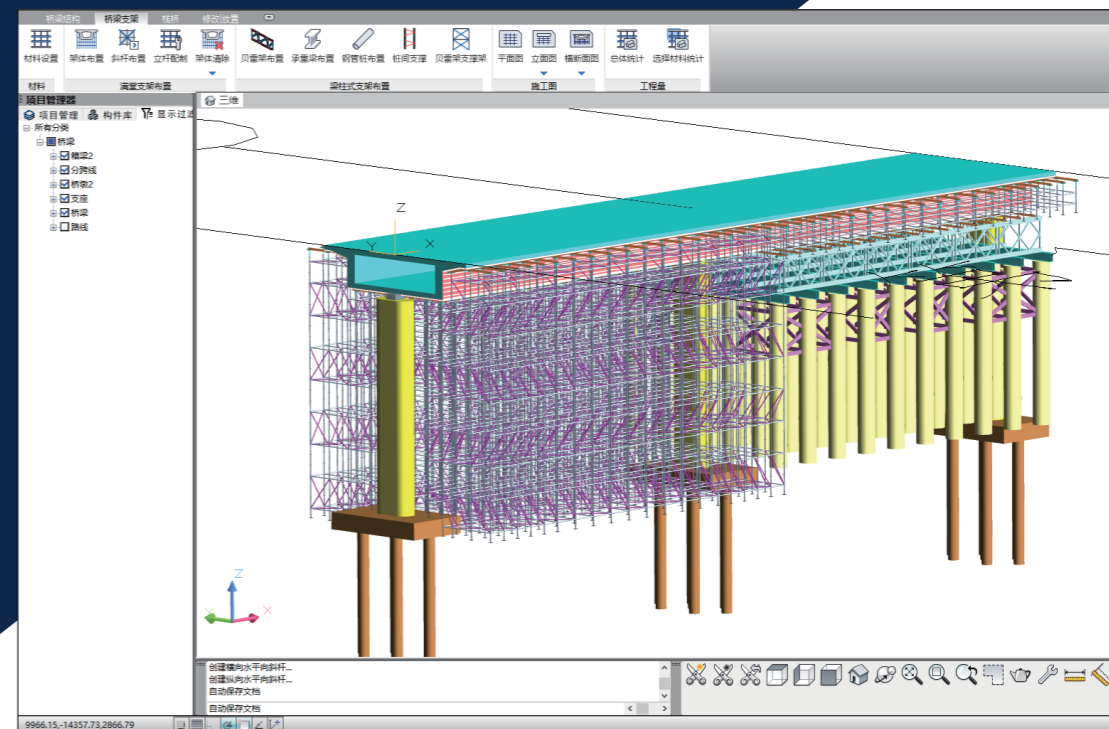 桥梁结构 桥梁支架 栈桥 修改|放置
材料设置 架体布置 斜杆布置 立杆配制 架体清除 贝雷架布置 承重梁布置 钢管桩布置 桩间支撑 贝雷架支撑架 平面图 立面图 横断面图 总体统计 选择材料统计
材料 满堂支架布置 梁柱式支架布置 施工图 工程量
项目管理器
三维
项目管理 构件库 显示过滤
所有分类
桥梁
分跨线
桥墩2
支座
桥梁
路线
Z
Y X
Z
Y X
创建横向水平向斜杆...
创建纵向水平向斜杆...
自动保存文档
自动保存文档
9966.15,-14357.73,2866.79